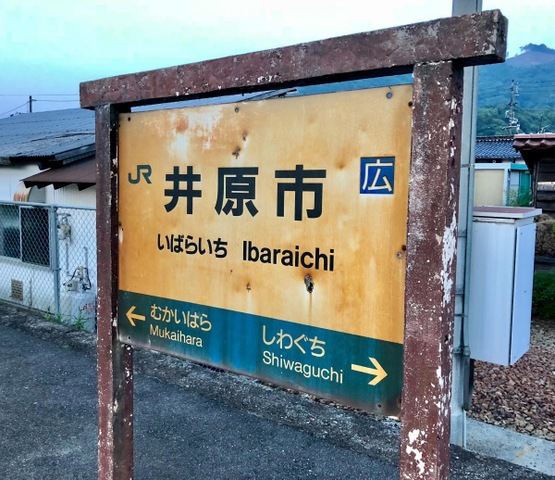 JR 井原市 広
いばらいち Ibaraichi
← むかいはら
Mukaihara
しわぐち →
Shiwaguchi